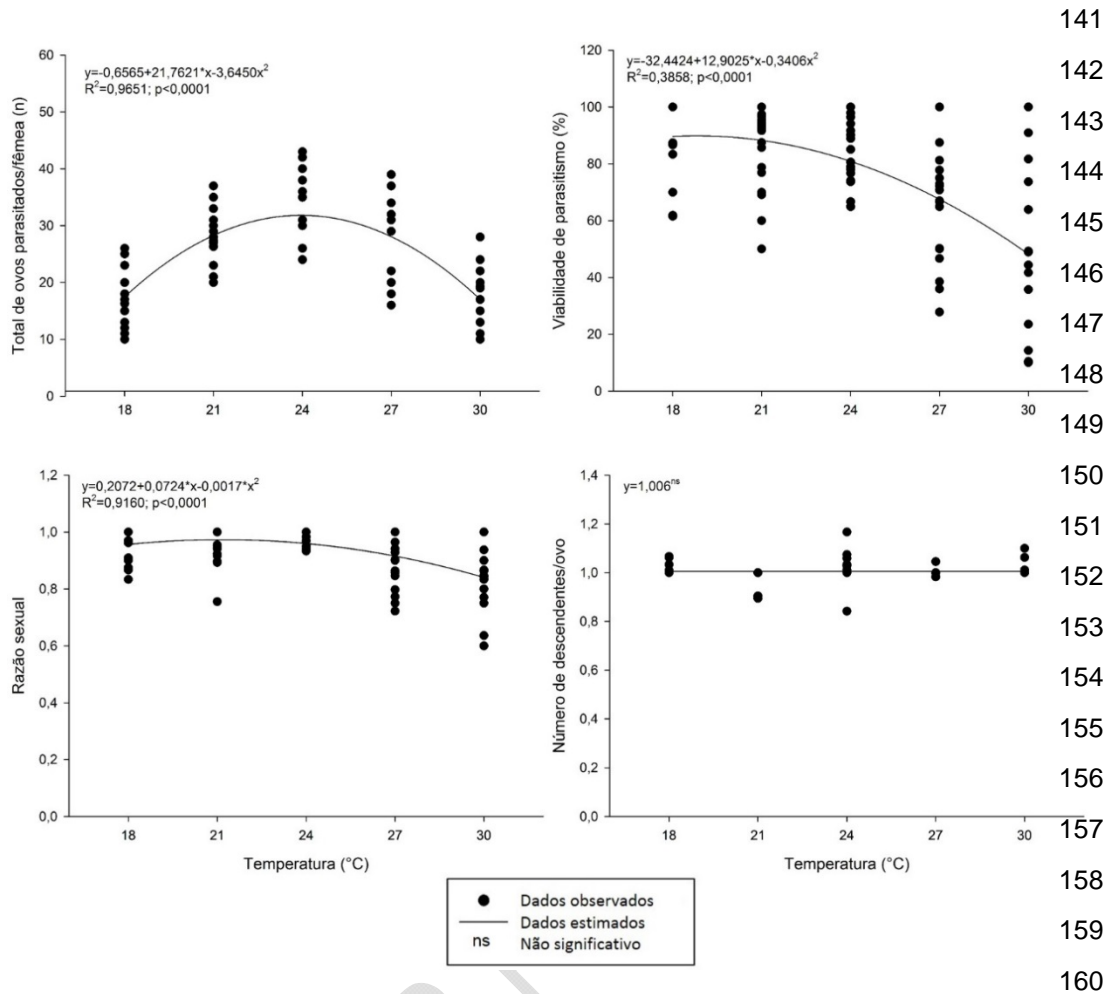 141
142
143
144
145
146
147
148
149
150
151
152
153
154
155
156
157
158
159
160
y=-0,6565+21,7621*x-3,6450x²
R²=0,9651; p<0,0001
Total de ovos parasitados/fêmea (n)
60
50
40
30
20
10
0
18 21 24 27 30
y=-32,4424+12,9025*x-0,3406x²
R²=0,3858; p<0,0001
Viabilidade de parasitismo (%)
120
100
80
60
40
20
0
18 21 24 27 30
y=0,2072+0,0724*x-0,0017*x²
R²=0,9160; p<0,0001
Razão sexual
1,2
1,0
0,8
0,6
0,4
0,2
0,0
18 21 24 27 30
Temperatura (°C)
y=1,006ⁿˢ
Número de descendentes/ovo
1,4
1,2
1,0
0,8
0,6
0,4
0,2
0,0
18 21 24 27 30
Temperatura (°C)
Dados observados
Dados estimados
ns Não significativo